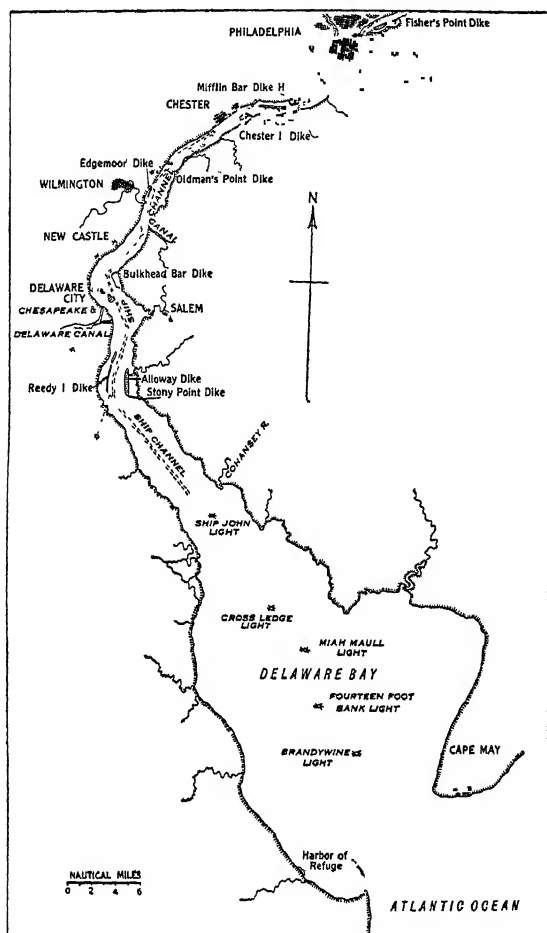 PHILADELPHIA
Fisher's Point Dike
Mifflin Bar Dike H
CHESTER
Chester I Dike
Edgemoor Dike
Oldman's Point Dike
WILMINGTON
CHANNEL
CANAL
NEW CASTLE
Bulkhead Bar Dike
DELAWARE
CITY
CHESAPEAKE &
DELAWARE CANAL
SHIP
SALEM
Reedy I Dike
Alloway Dike
Stony Point Dike
N
SHIP CHANNEL
COHANSEY R.
SHIP JOHN
LIGHT
CROSS LEDGE
LIGHT
MIAH MAULL
LIGHT
DELAWARE BAY
FOURTEEN FOOT
BANK LIGHT
BRANDYWINE
LIGHT
CAPE MAY
Harbor of
Refuge
NAUTICAL MILES
0 2 4 6
ATLANTIC OCEAN